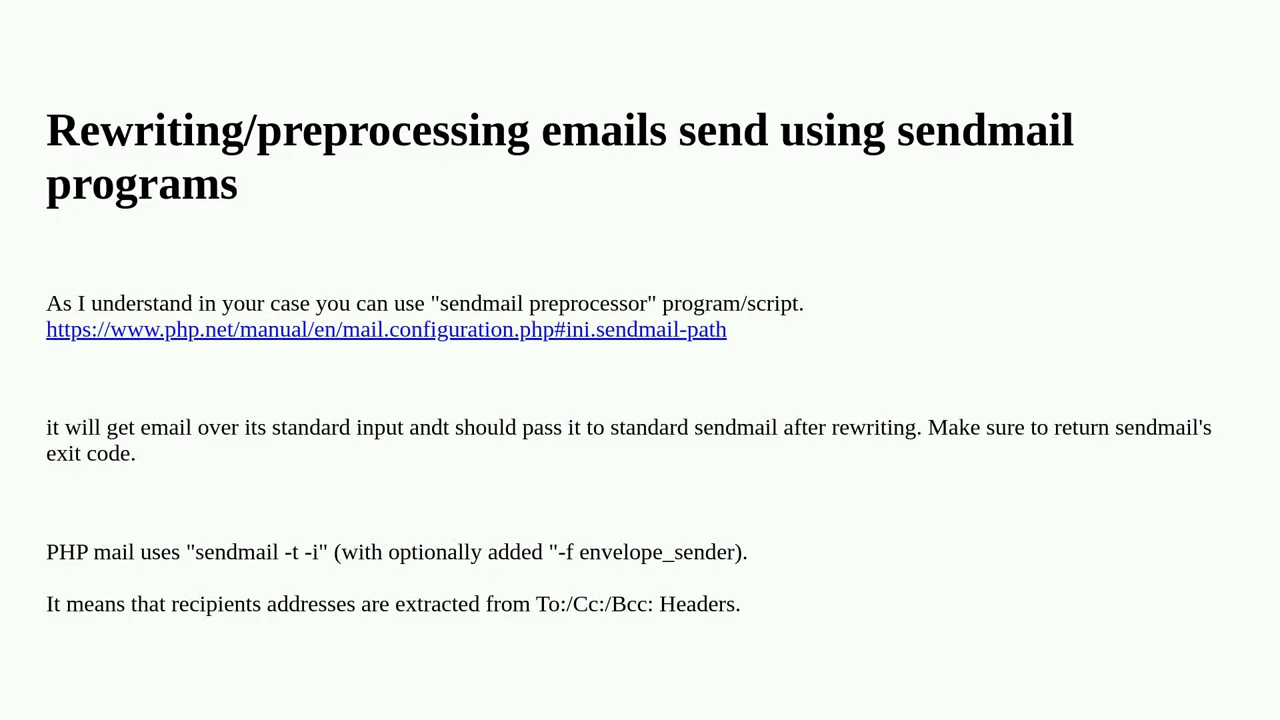 Rewriting/preprocessing emails send using sendmail
programs
As I understand in your case you can use "sendmail preprocessor" program/script.
https://www.php.net/manual/en/mail.configuration.php#ini.sendmail-path
it will get email over its standard input andt should pass it to standard sendmail after rewriting. Make sure to return sendmail's
exit code.
PHP mail uses "sendmail -t -i" (with optionally added "-f envelope_sender).
It means that recipients addresses are extracted from To:/Cc:/Bcc: Headers.